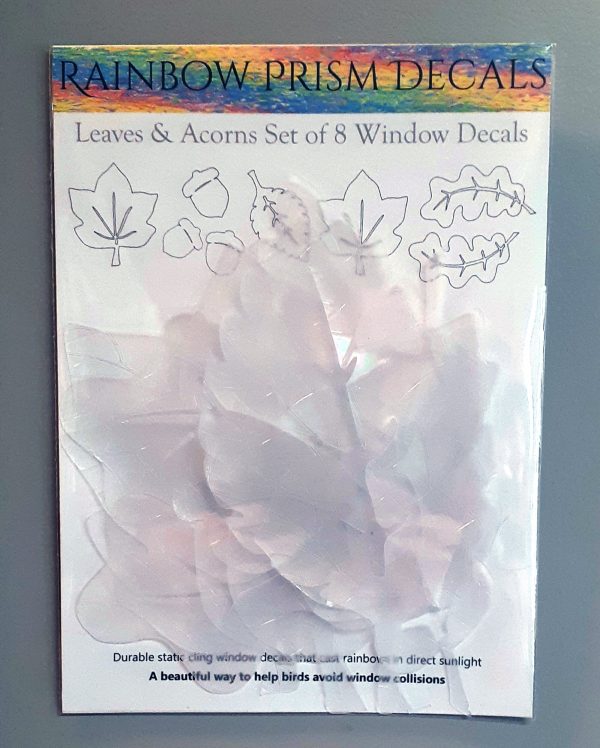 RAINBOW PRISM DECALS
Leaves & Acorns Set of 8 Window Decals
Durable static cling window decals that cast rainbows in direct sunlight
A beautiful way to help birds avoid window collisions